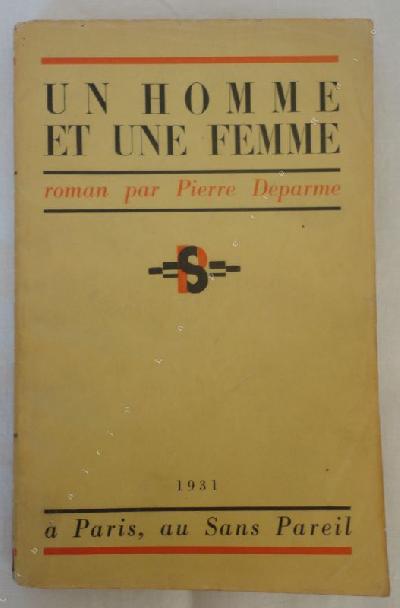 UN HOMME
ET UNE FEMME
roman par Pierre Deparme
SP
1931
à Paris, au Sans Pareil